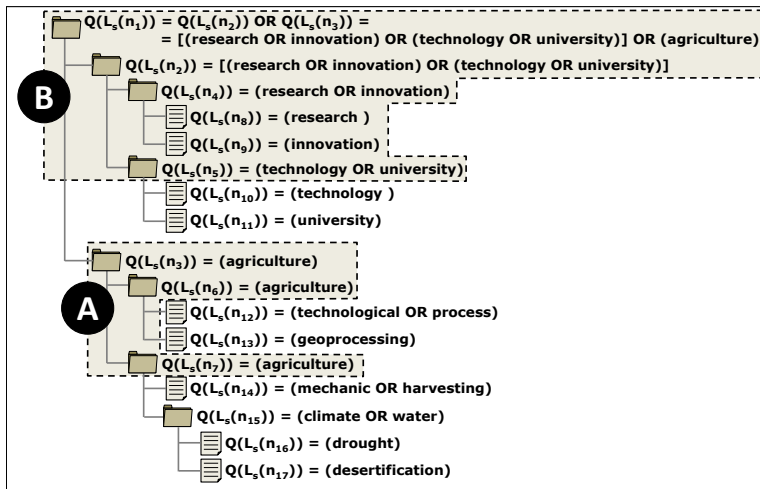 Q(Ls(n1)) = Q(Ls(n2)) OR Q(Ls(n3)) =
= [(research OR innovation) OR (technology OR university)] OR (agriculture)
Q(Ls(n2)) = [(research OR innovation) OR (technology OR university)]
B
Q(Ls(n4)) = (research OR innovation)
Q(Ls(n8)) = (research )
Q(Ls(n9)) = (innovation)
Q(Ls(n5)) = (technology OR university)
Q(Ls(n10)) = (technology )
Q(Ls(n11)) = (university)
Q(Ls(n3)) = (agriculture)
Q(Ls(n6)) = (agriculture)
A
Q(Ls(n12)) = (technological OR process)
Q(Ls(n13)) = (geoprocessing)
Q(Ls(n7)) = (agriculture)
Q(Ls(n14)) = (mechanic OR harvesting)
Q(Ls(n15)) = (climate OR water)
Q(Ls(n16)) = (drought)
Q(Ls(n17)) = (desertification)